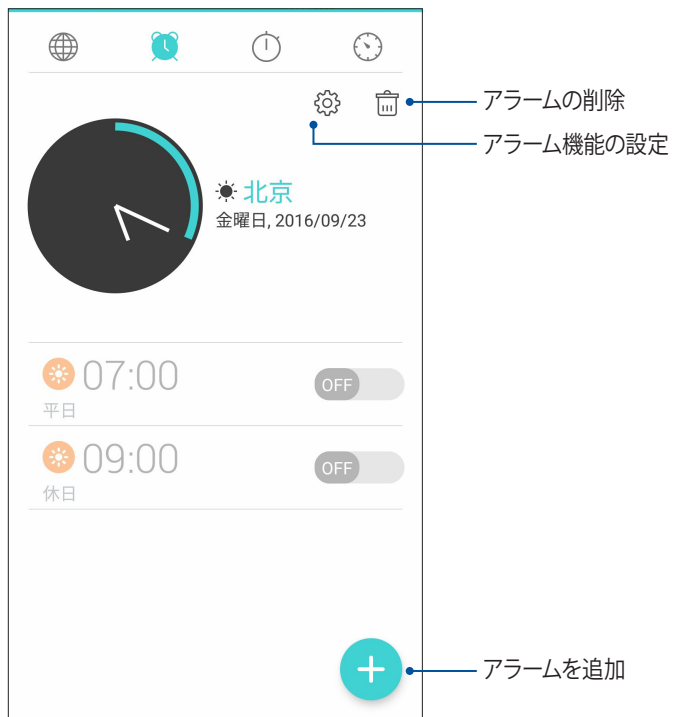 アラームの削除
アラーム機能の設定
北京
金曜日, 2016/09/23
07:00
OFF
平日
09:00
OFF
休日
アラームを追加